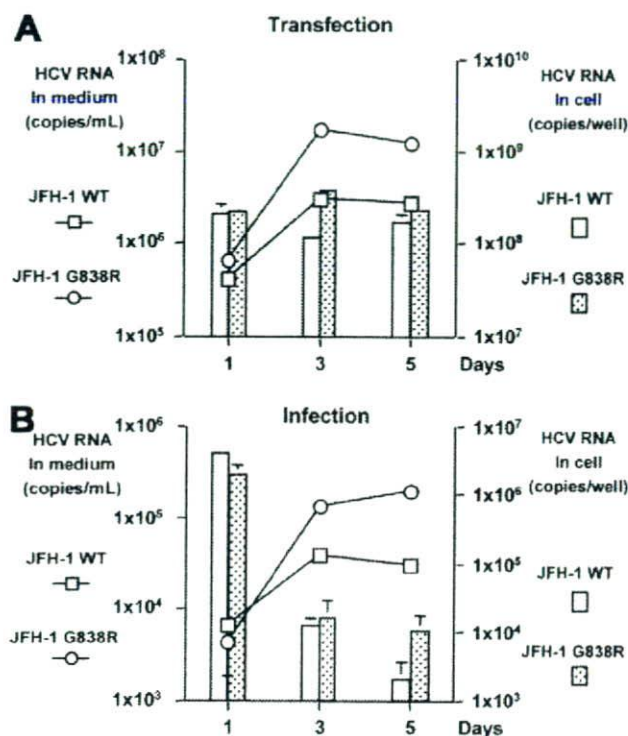 A
Transfection
HCV RNA
In medium
(copies/mL)
JFH-1 WT
JFH-1 G838R
1x10⁸
1x10⁷
1x10⁶
1x10⁵
1x10¹⁰
1x10⁹
1x10⁸
1x10⁷
HCV RNA
In cell
(copies/well)
JFH-1 WT
JFH-1 G838R
1
3
5
Days
B
Infection
HCV RNA
In medium
(copies/mL)
JFH-1 WT
JFH-1 G838R
1x10⁶
1x10⁵
1x10⁴
1x10³
1x10⁷
1x10⁶
1x10⁵
1x10⁴
1x10³
HCV RNA
In cell
(copies/well)
JFH-1 WT
JFH-1 G838R
1
3
5
Days